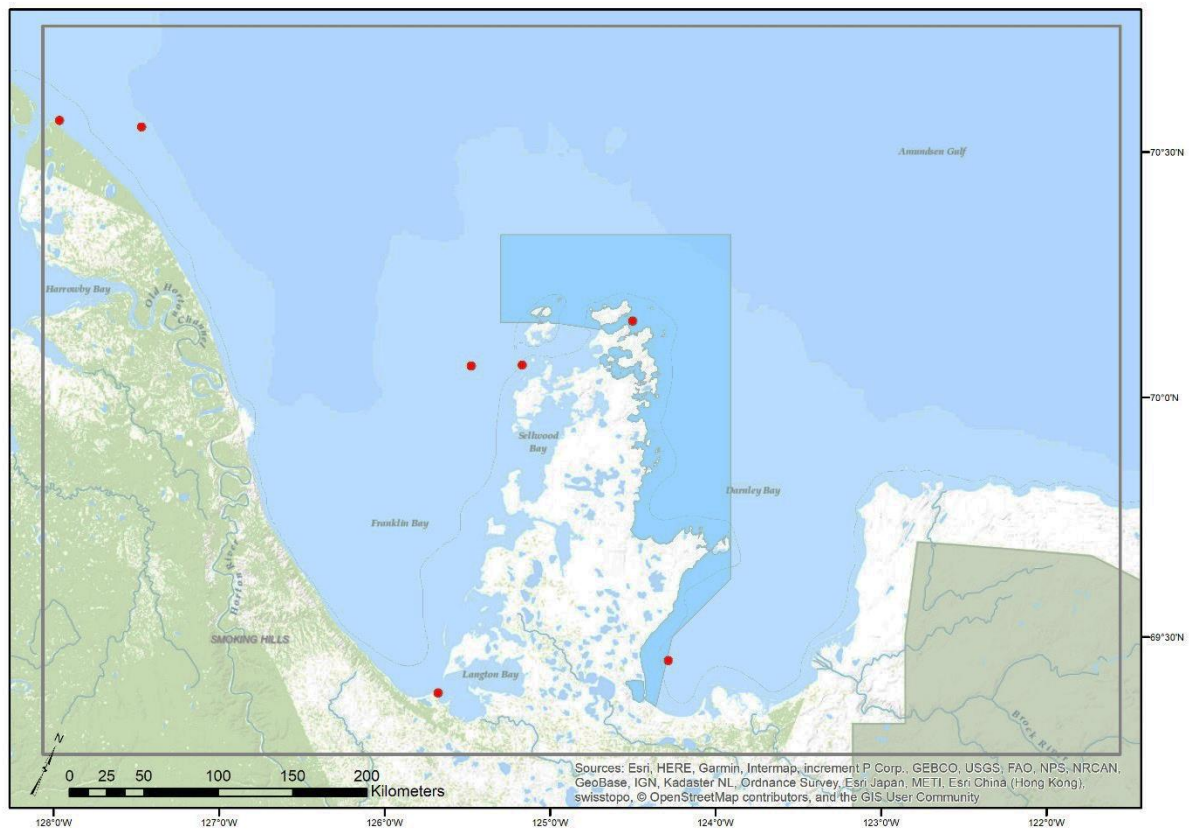 Amundsen Gulf
70°30'N
Harrowby Bay
Old Horton Channel
70°0'N
Sellwood
Bay
Darnley Bay
Franklin Bay
Horton River
69°30'N
SMOKING HILLS
Langton Bay
Brock River
N
0 25 50 100 150 200
Kilometers
Sources: Esri, HERE, Garmin, Intermap, increment P Corp., GEBCO, USGS, FAO, NPS, NRCAN,
GeoBase, IGN, Kadaster NL, Ordnance Survey, Esri Japan, METI, Esri China (Hong Kong),
swisstopo, © OpenStreetMap contributors, and the GIS User Community
128°0'W 127°0'W 126°0'W 125°0'W 124°0'W 123°0'W 122°0'W